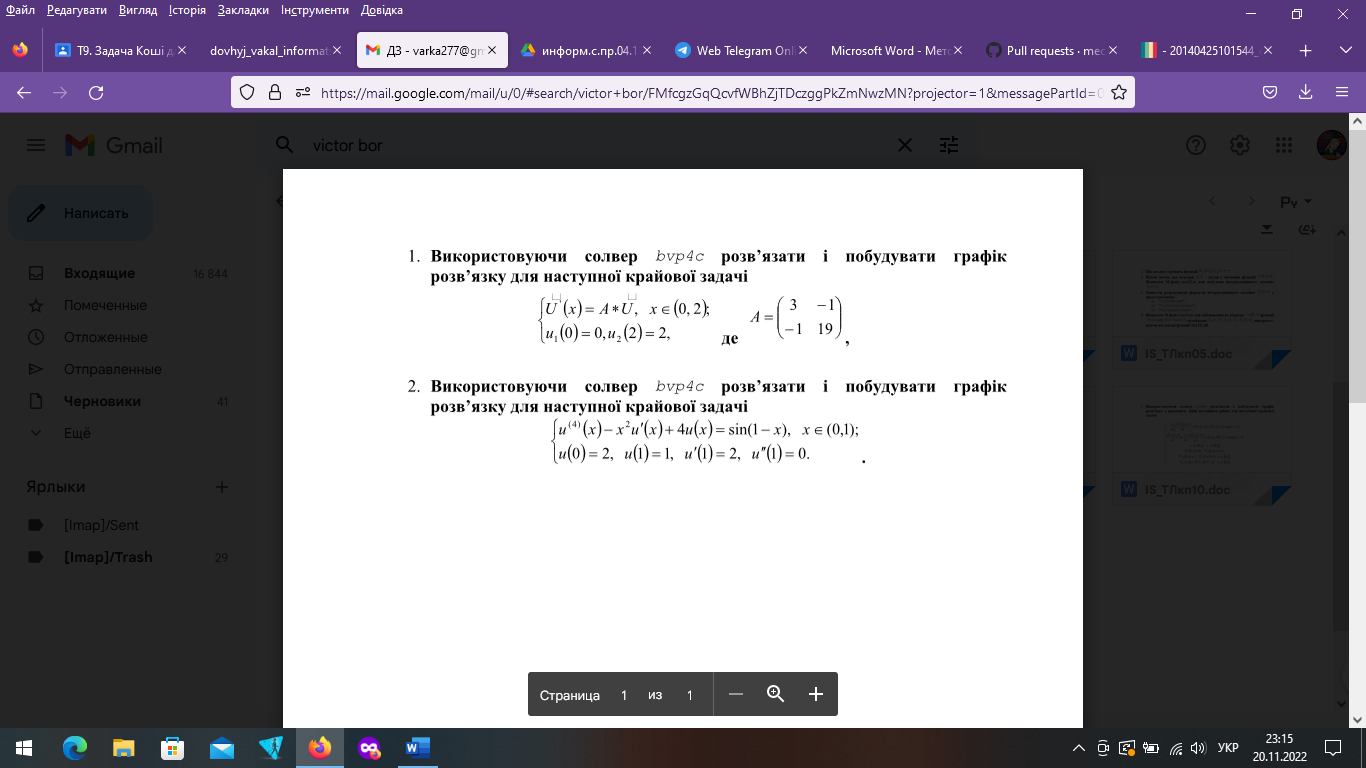 Файл Редагувати Вигляд Історія Закладки Інструменти Довідка
Т9. Задача Коші д
dovhyj_vakal_informat
ДЗ - varka277@gm
информ.с.пр.04.1
Web Telegram Onl
Microsoft Word - Мето
Pull requests · mec
- 20140425101544_
https://mail.google.com/mail/u/0/#search/victor+bor/FMfcgzGqQcvfWBhZjTDczggPkZmNwzMN?projector=1&messagePartId=0
Gmail
victor bor
Написать
Входящие 16 844
Помеченные
Отложенные
Отправленные
Черновики 41
Ещё
Ярлыки
[Imap]/Sent
[Imap]/Trash 29
1. Використовуючи солвер bvp4c розв’язати і побудувати графік
розв’язку для наступної крайової задачі
U (x) = A * U, x ∈ (0, 2);
u₁(0) = 0, u₂(2) = 2,
де
A = (3 −1
−1 19) ,
2. Використовуючи солвер bvp4c розв’язати і побудувати графік
розв’язку для наступної крайової задачі
u⁽⁴⁾(x) − x²u′(x) + 4u(x) = sin(1 − x), x ∈ (0,1);
u(0) = 2, u(1) = 1, u′(1) = 2, u″(1) = 0. .
Ру
IS_ТЛкп05.doc
IS_ТЛкп10.doc
Страница 1 из 1
УКР
23:15
20.11.2022